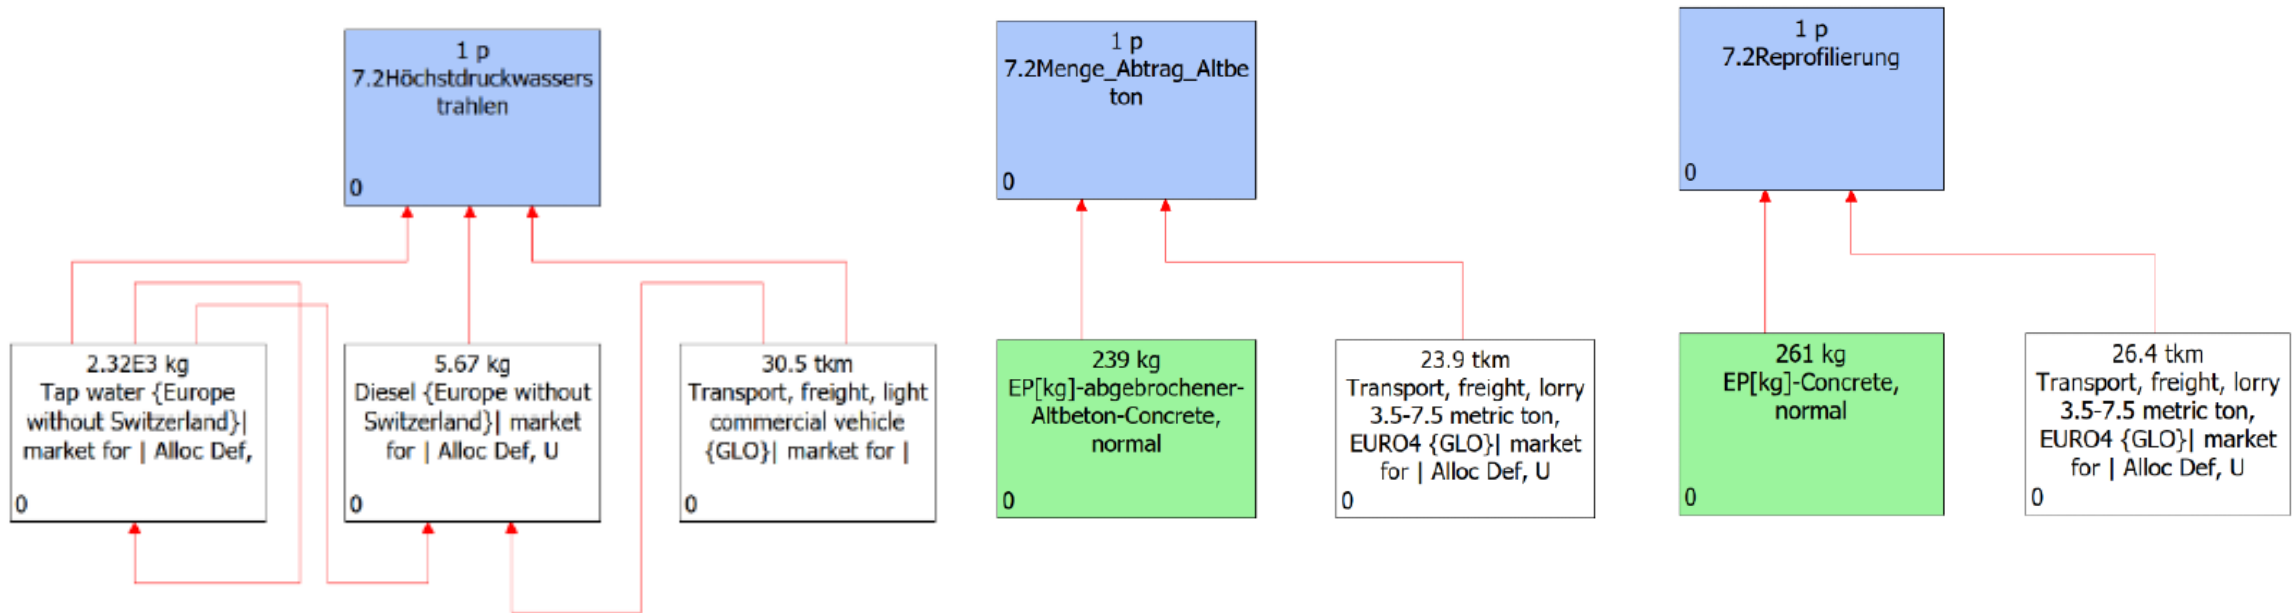 1 p
7.2Höchstdruckwassers
trahlen
0
2.32E3 kg
Tap water {Europe
without Switzerland}|
market for | Alloc Def,
0
5.67 kg
Diesel {Europe without
Switzerland}| market
for | Alloc Def, U
0
30.5 tkm
Transport, freight, light
commercial vehicle
{GLO}| market for |
0
1 p
7.2Menge_Abtrag_Altbe
ton
0
239 kg
EP[kg]-abgebrochener-
Altbeton-Concrete,
normal
0
23.9 tkm
Transport, freight, lorry
3.5-7.5 metric ton,
EURO4 {GLO}| market
for | Alloc Def, U
0
1 p
7.2Reprofilierung
0
261 kg
EP[kg]-Concrete,
normal
0
26.4 tkm
Transport, freight, lorry
3.5-7.5 metric ton,
EURO4 {GLO}| market
for | Alloc Def, U
0